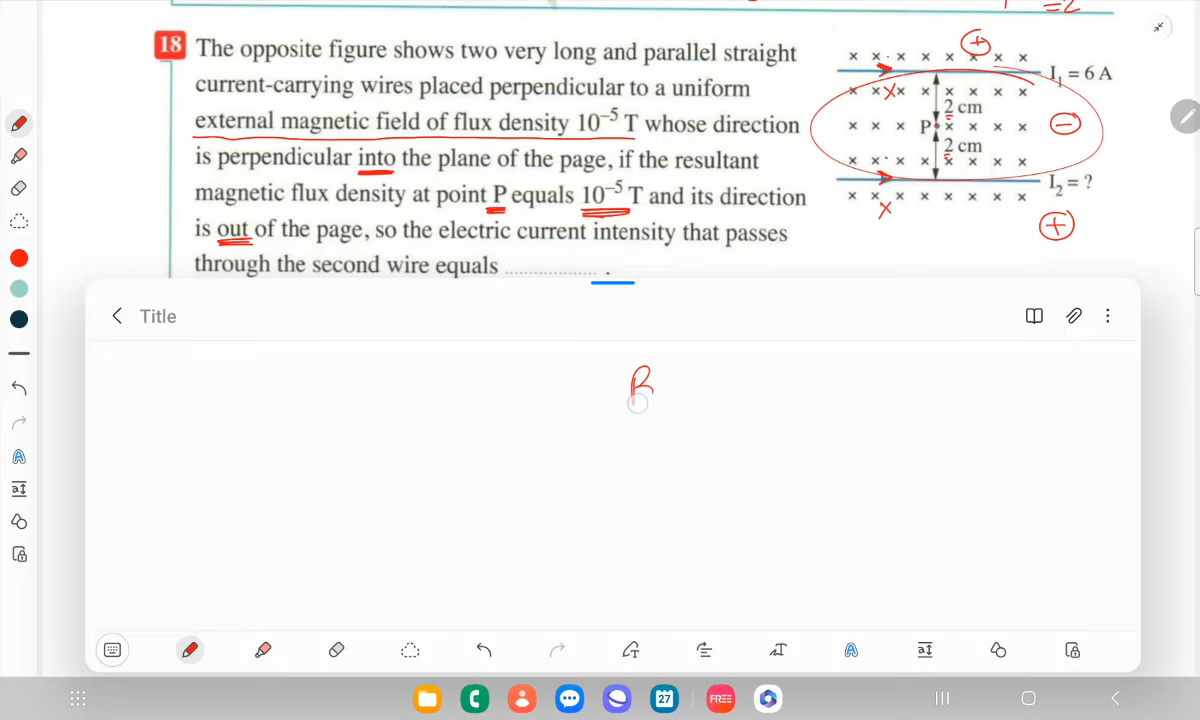 =2
18 The opposite figure shows two very long and parallel straight
current-carrying wires placed perpendicular to a uniform
external magnetic field of flux density 10⁻⁵ T whose direction
is perpendicular into the plane of the page, if the resultant
magnetic flux density at point P equals 10⁻⁵ T and its direction
is out of the page, so the electric current intensity that passes
through the second wire equals .................... .
+
× × × × × × × ×
I₁ = 6 A
× × X × × × × × ×
2 cm
× × × P × × × × −
2 cm
× × × × × × × ×
I₂ = ?
× × × × × × × ×
X
+
Title
B
27
FREE